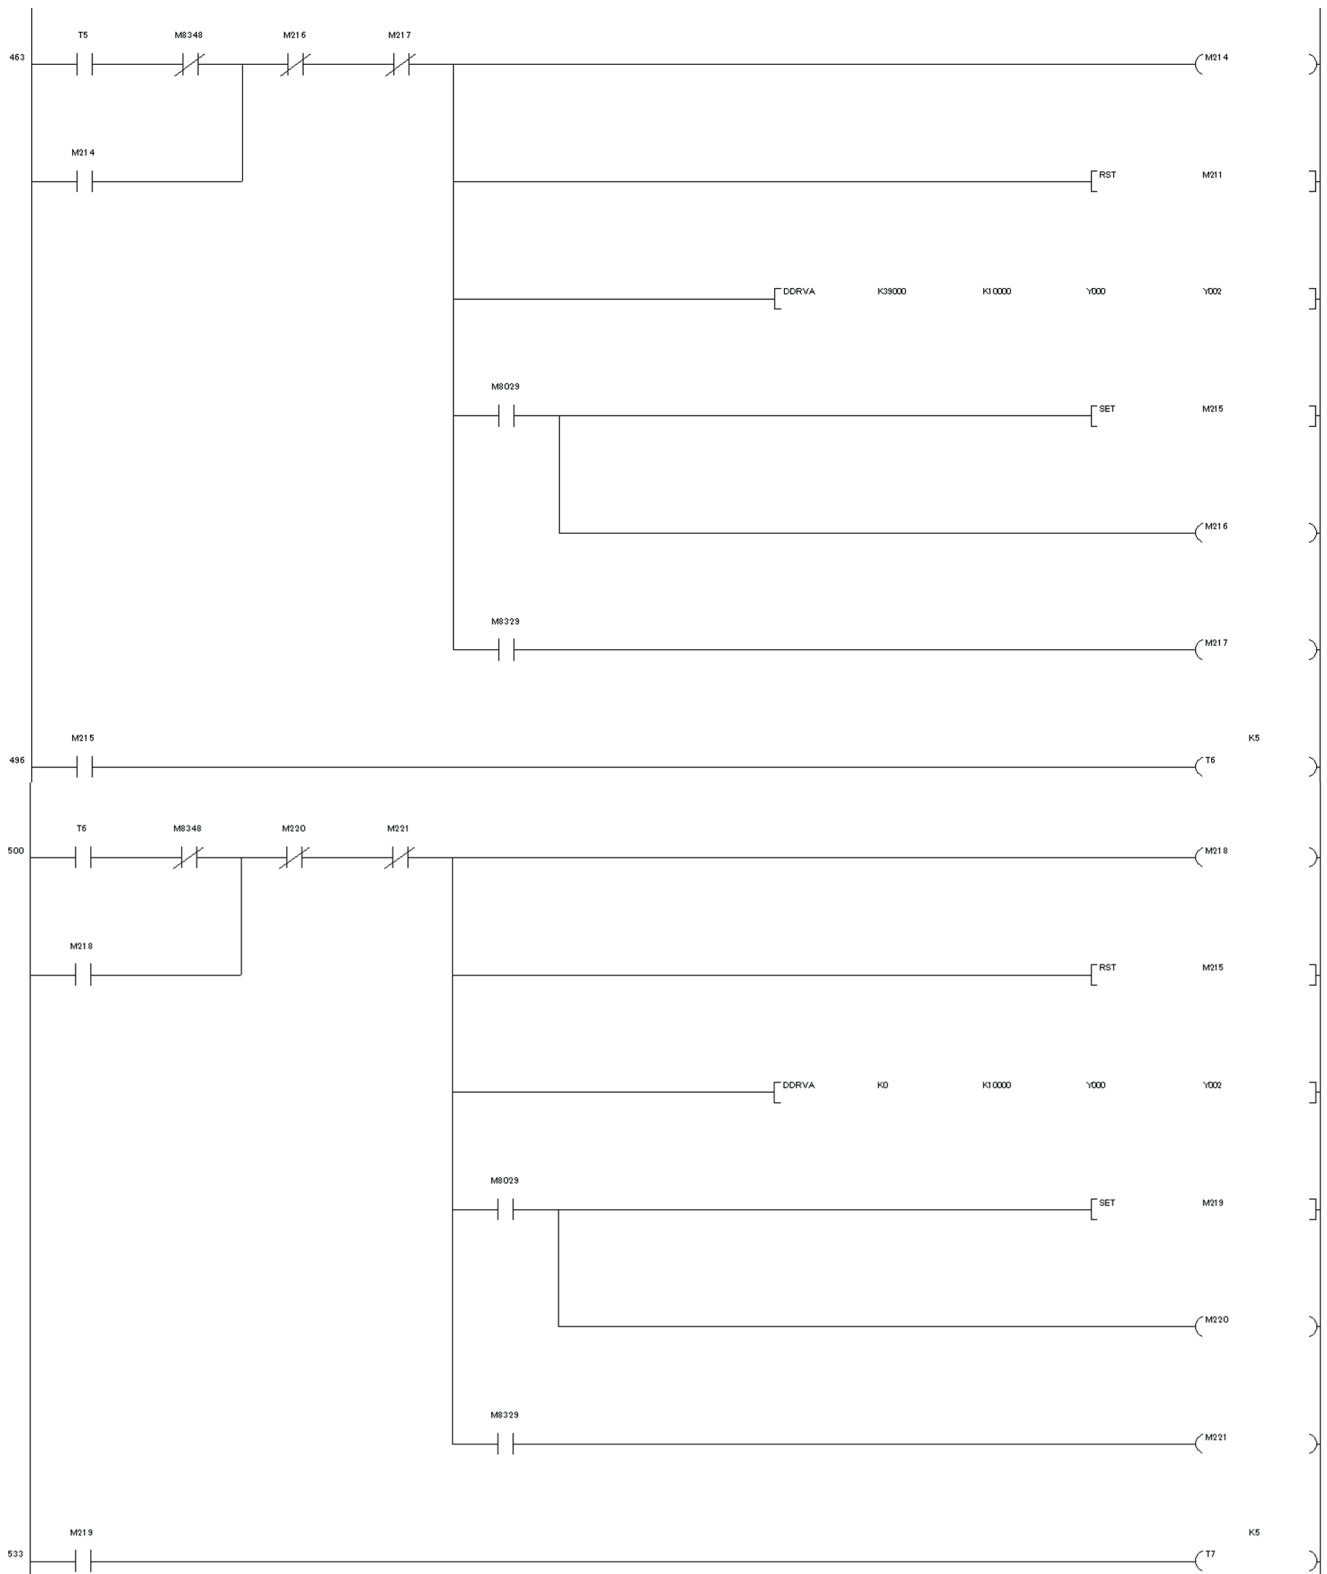 T5 M8348 M216 M217
463 M214
M214
RST M211
DDRVA K39000 K10000 Y000 Y002
M8029
SET M215
M216
M8329
M217
M215 K5
496 T6
T6 M8348 M220 M221
500 M218
M218
RST M215
DDRVA K0 K10000 Y000 Y002
M8029
SET M219
M220
M8329
M221
M219 K5
533 T7